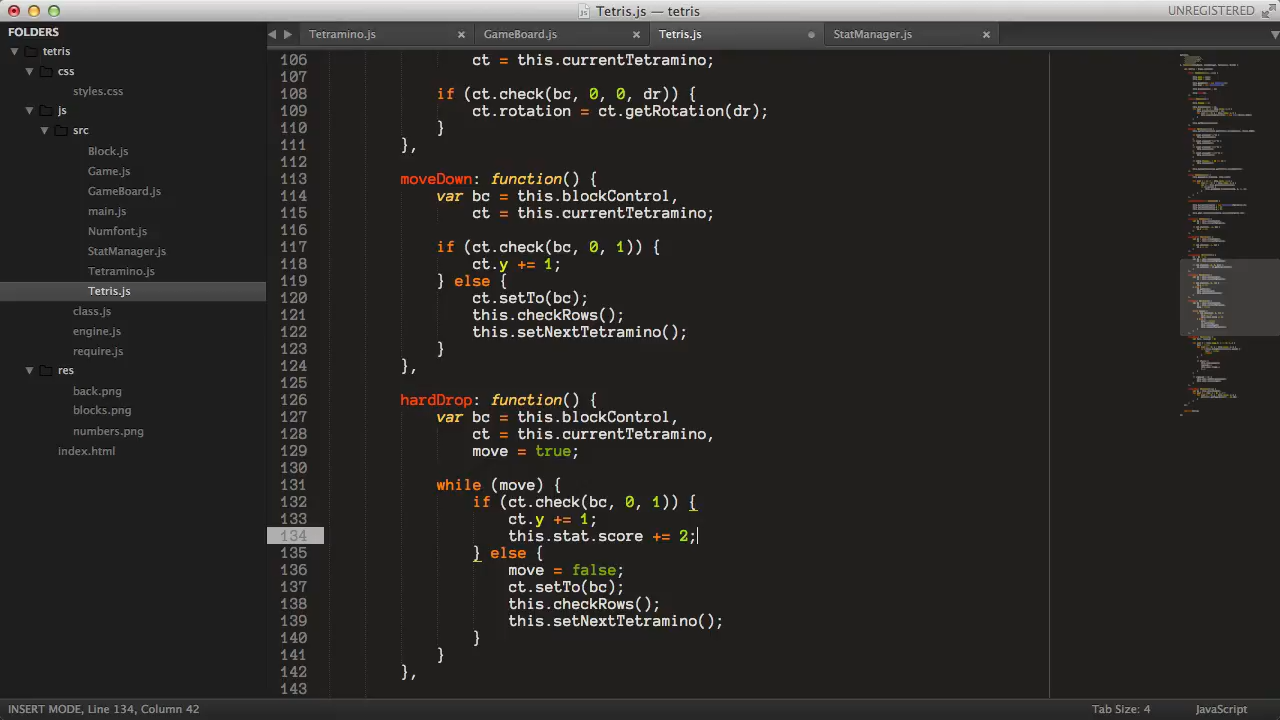 Tetris.js — tetris
UNREGISTERED
FOLDERS
tetris
css
styles.css
js
src
Block.js
Game.js
GameBoard.js
main.js
Numfont.js
StatManager.js
Tetramino.js
Tetris.js
class.js
engine.js
require.js
res
back.png
blocks.png
numbers.png
index.html
Tetramino.js × GameBoard.js × Tetris.js StatManager.js ×
106 ct = this.currentTetramino;
107
108 if (ct.check(bc, 0, 0, dr)) {
109 ct.rotation = ct.getRotation(dr);
110 }
111 },
112
113 moveDown: function() {
114 var bc = this.blockControl,
115 ct = this.currentTetramino;
116
117 if (ct.check(bc, 0, 1)) {
118 ct.y += 1;
119 } else {
120 ct.setTo(bc);
121 this.checkRows();
122 this.setNextTetramino();
123 }
124 },
125
126 hardDrop: function() {
127 var bc = this.blockControl,
128 ct = this.currentTetramino,
129 move = true;
130
131 while (move) {
132 if (ct.check(bc, 0, 1)) {
133 ct.y += 1;
134 this.stat.score += 2;
135 } else {
136 move = false;
137 ct.setTo(bc);
138 this.checkRows();
139 this.setNextTetramino();
140 }
141 }
142 },
143
INSERT MODE, Line 134, Column 42
Tab Size: 4
JavaScript